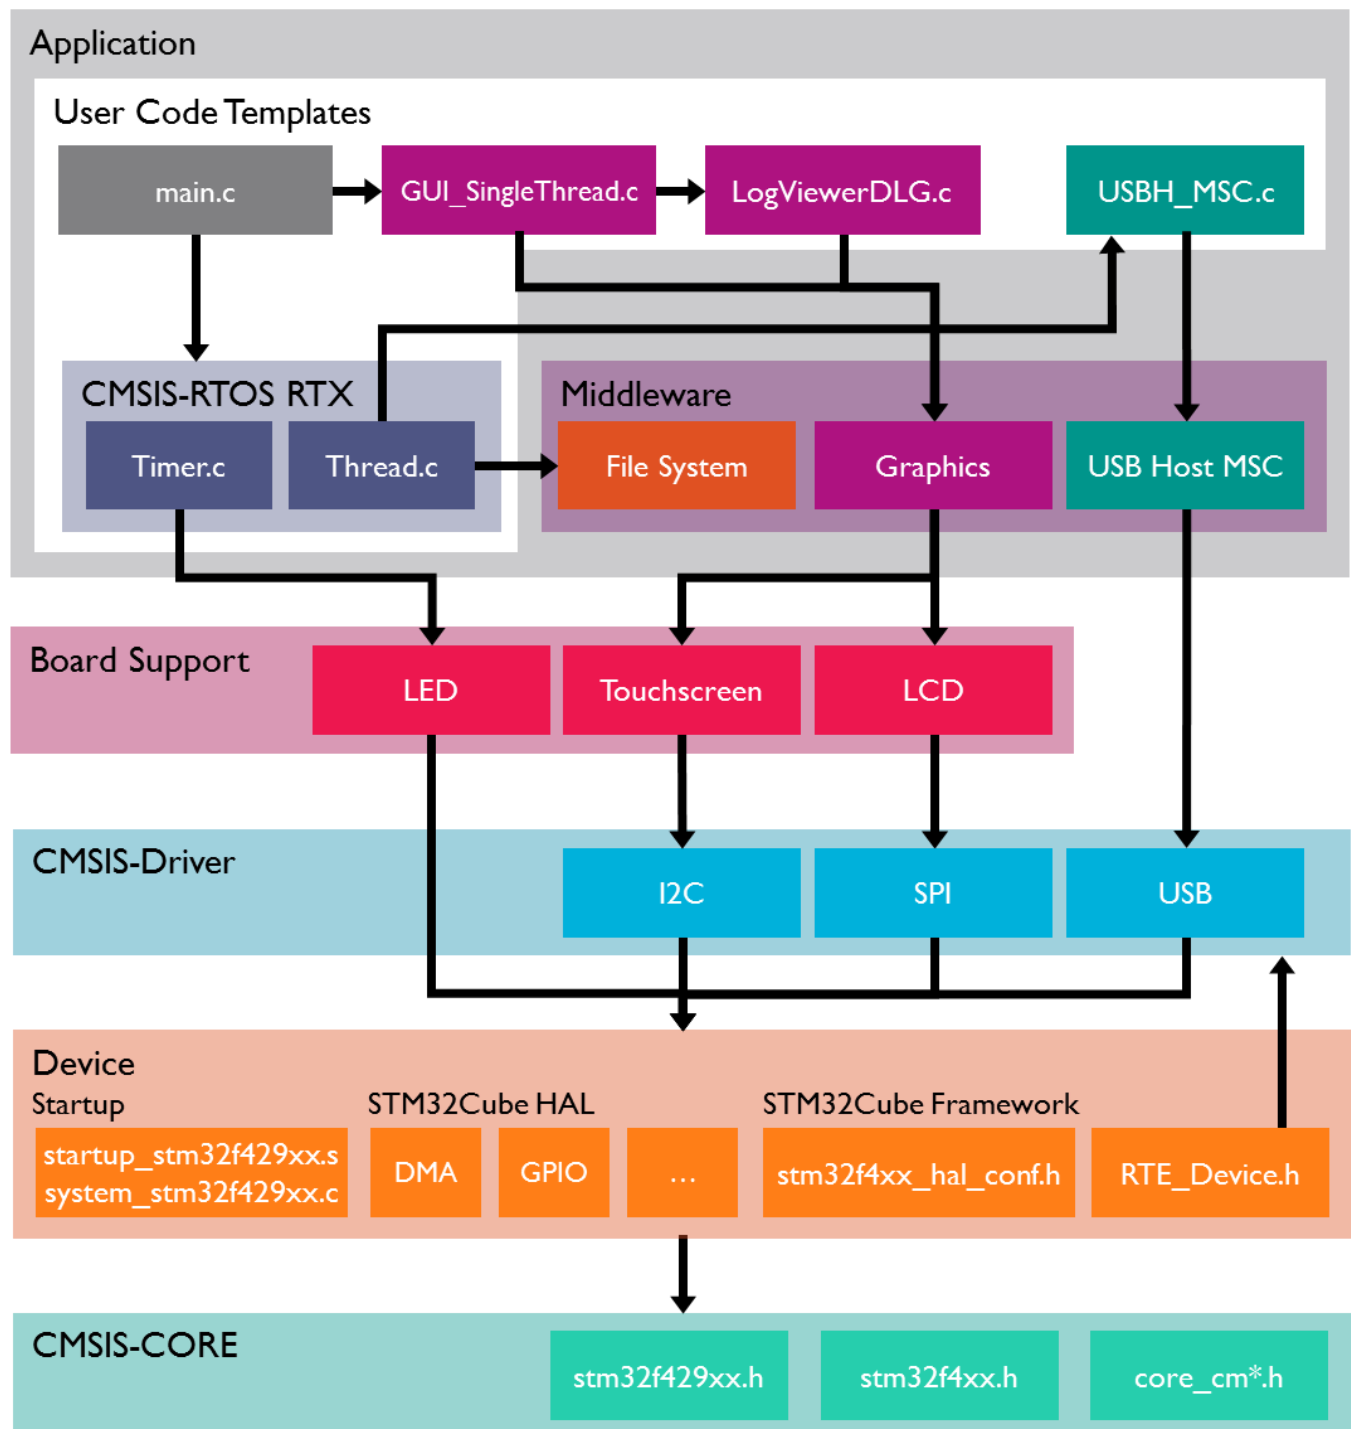 Application
User Code Templates
main.c
GUI_SingleThread.c
LogViewerDLG.c
USBH_MSC.c
CMSIS-RTOS RTX
Timer.c
Thread.c
Middleware
File System
Graphics
USB Host MSC
Board Support
LED
Touchscreen
LCD
CMSIS-Driver
I2C
SPI
USB
Device
Startup
startup_stm32f429xx.s
system_stm32f429xx.c
STM32Cube HAL
DMA
GPIO
...
STM32Cube Framework
stm32f4xx_hal_conf.h
RTE_Device.h
CMSIS-CORE
stm32f429xx.h
stm32f4xx.h
core_cm*.h